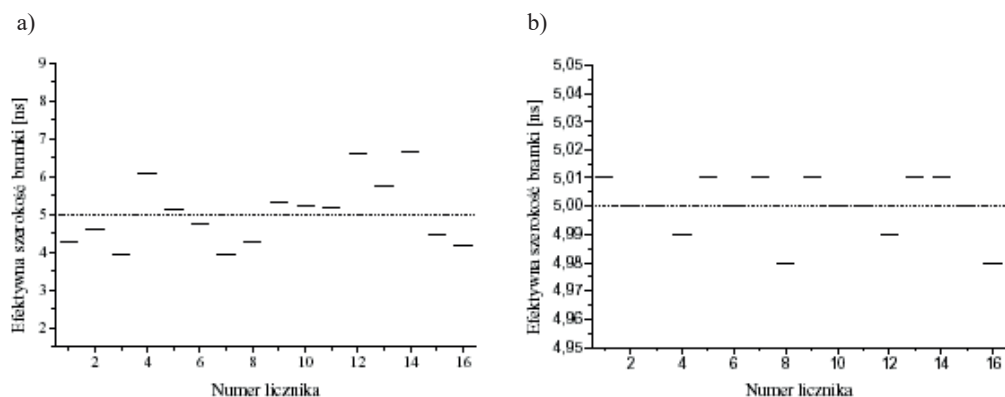 a)
9
8
7
6
5
4
3
2
Efektywna szerokość bramki [ns]
2 4 6 8 10 12 14 16
Numer licznika
b)
5,05
5,04
5,03
5,02
5,01
5,00
4,99
4,98
4,97
4,96
4,95
Efektywna szerokość bramki [ns]
2 4 6 8 10 12 14 16
Numer licznika